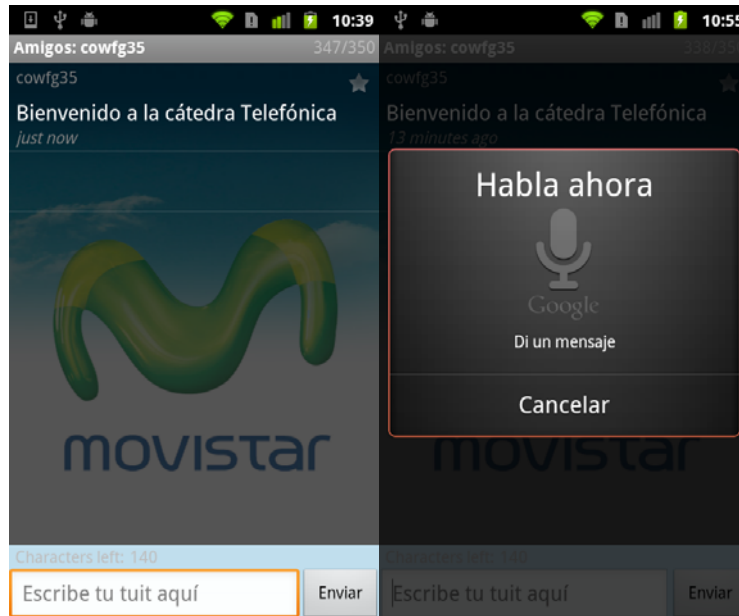 10:39
Amigos: cowfg35 347/350
cowfg35
Bienvenido a la cátedra Telefónica
just now
movistar
Characters left: 140
Escribe tu tuit aquí Enviar
10:55
Amigos: cowfg35 338/350
cowfg35
Bienvenido a la cátedra Telefónica
13 minutes ago
Habla ahora
Google
Di un mensaje
Cancelar
movistar
Characters left: 140
Escribe tu tuit aquí Enviar